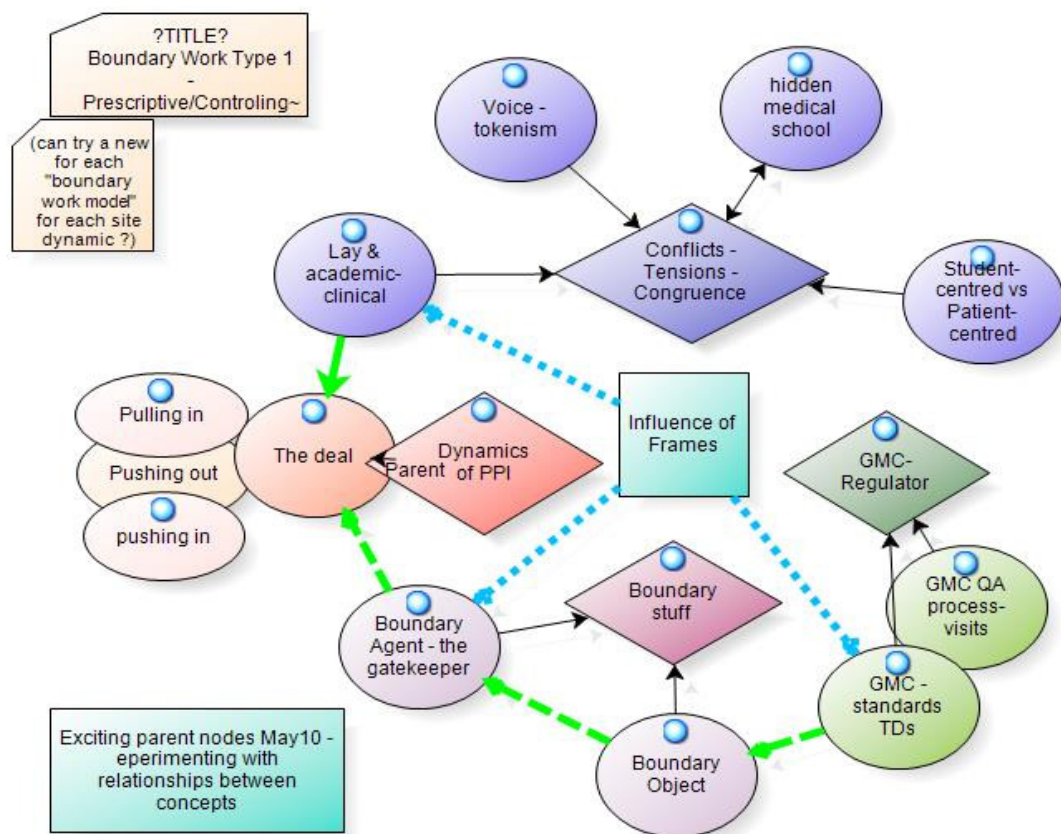 ?TITLE?
Boundary Work Type 1
-
Prescriptive/Controling~
(can try a new
for each
"boundary
work model"
for each site
dynamic ?)
Voice -
tokenism
hidden
medical
school
Lay &
academic-
clinical
Conflicts -
Tensions -
Congruence
Student-
centred vs
Patient-
centred
Pulling in
Pushing out
pushing in
The deal
Parent
Dynamics
of PPI
Influence of
Frames
GMC-
Regulator
GMC QA
process-
visits
Boundary
Agent - the
gatekeeper
Boundary
stuff
GMC -
standards
TDs
Boundary
Object
Exciting parent nodes May10 -
eperimenting with
relationships between
concepts